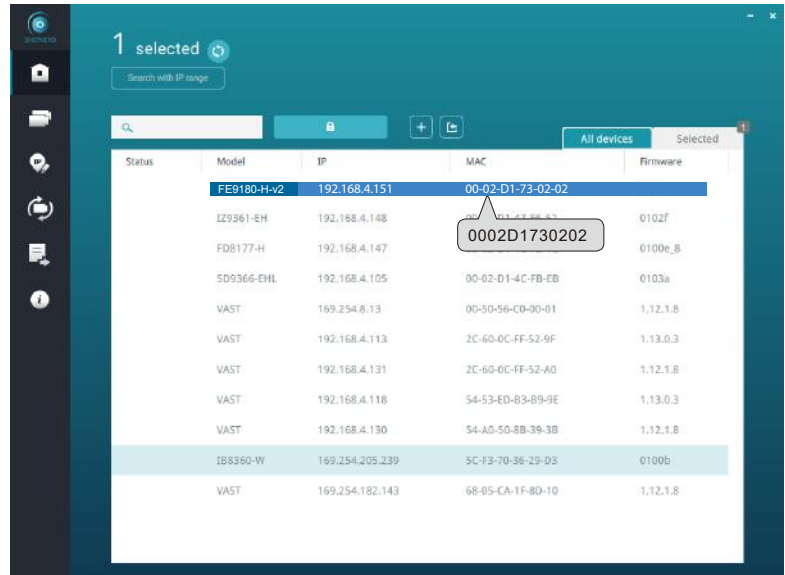 1 selected
Search with IP range
All devices Selected 1
Status Model IP MAC Firmware
FE9180-H-v2 192.168.4.151 00-02-D1-73-02-02
IZ9361-EH 192.168.4.148 0102f
0002D1730202
FD8177-H 192.168.4.147 0100e_8
SD9366-EHL 192.168.4.105 00-02-D1-4C-FB-EB 0103a
VAST 169.254.8.13 00-50-56-C0-00-01 1.12.1.8
VAST 192.168.4.113 2C-60-0C-FF-52-9F 1.13.0.3
VAST 192.168.4.131 2C-60-0C-FF-52-A0 1.12.1.8
VAST 192.168.4.118 54-53-ED-B3-B9-9E 1.13.0.3
VAST 192.168.4.130 54-A0-50-8B-39-3B 1.12.1.8
IB8360-W 169.254.205.239 5C-F3-70-36-29-D3 0100b
VAST 169.254.182.143 68-05-CA-1F-8D-10 1.12.1.8